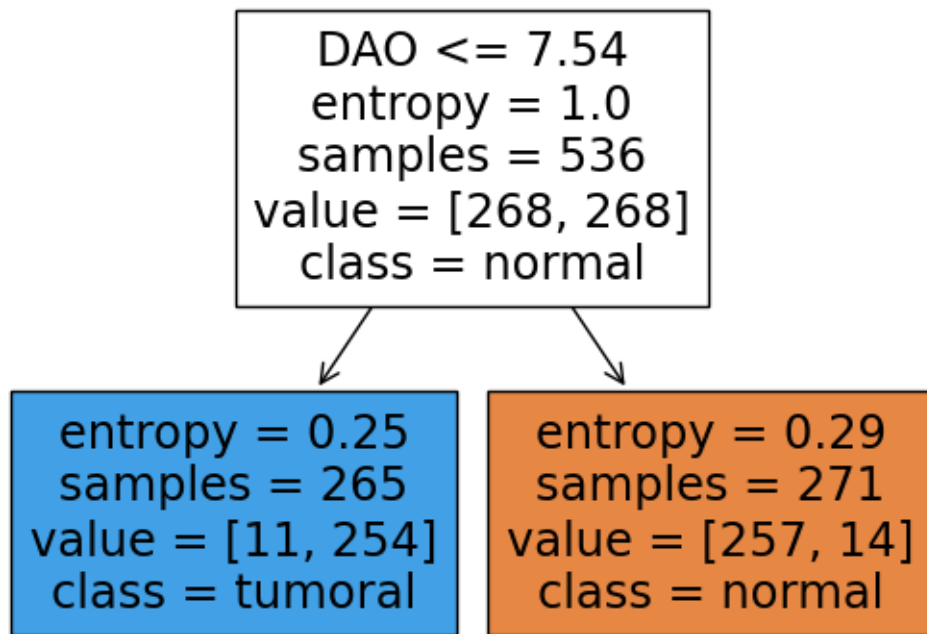 DAO <= 7.54
entropy = 1.0
samples = 536
value = [268, 268]
class = normal
entropy = 0.25
samples = 265
value = [11, 254]
class = tumoral
entropy = 0.29
samples = 271
value = [257, 14]
class = normal